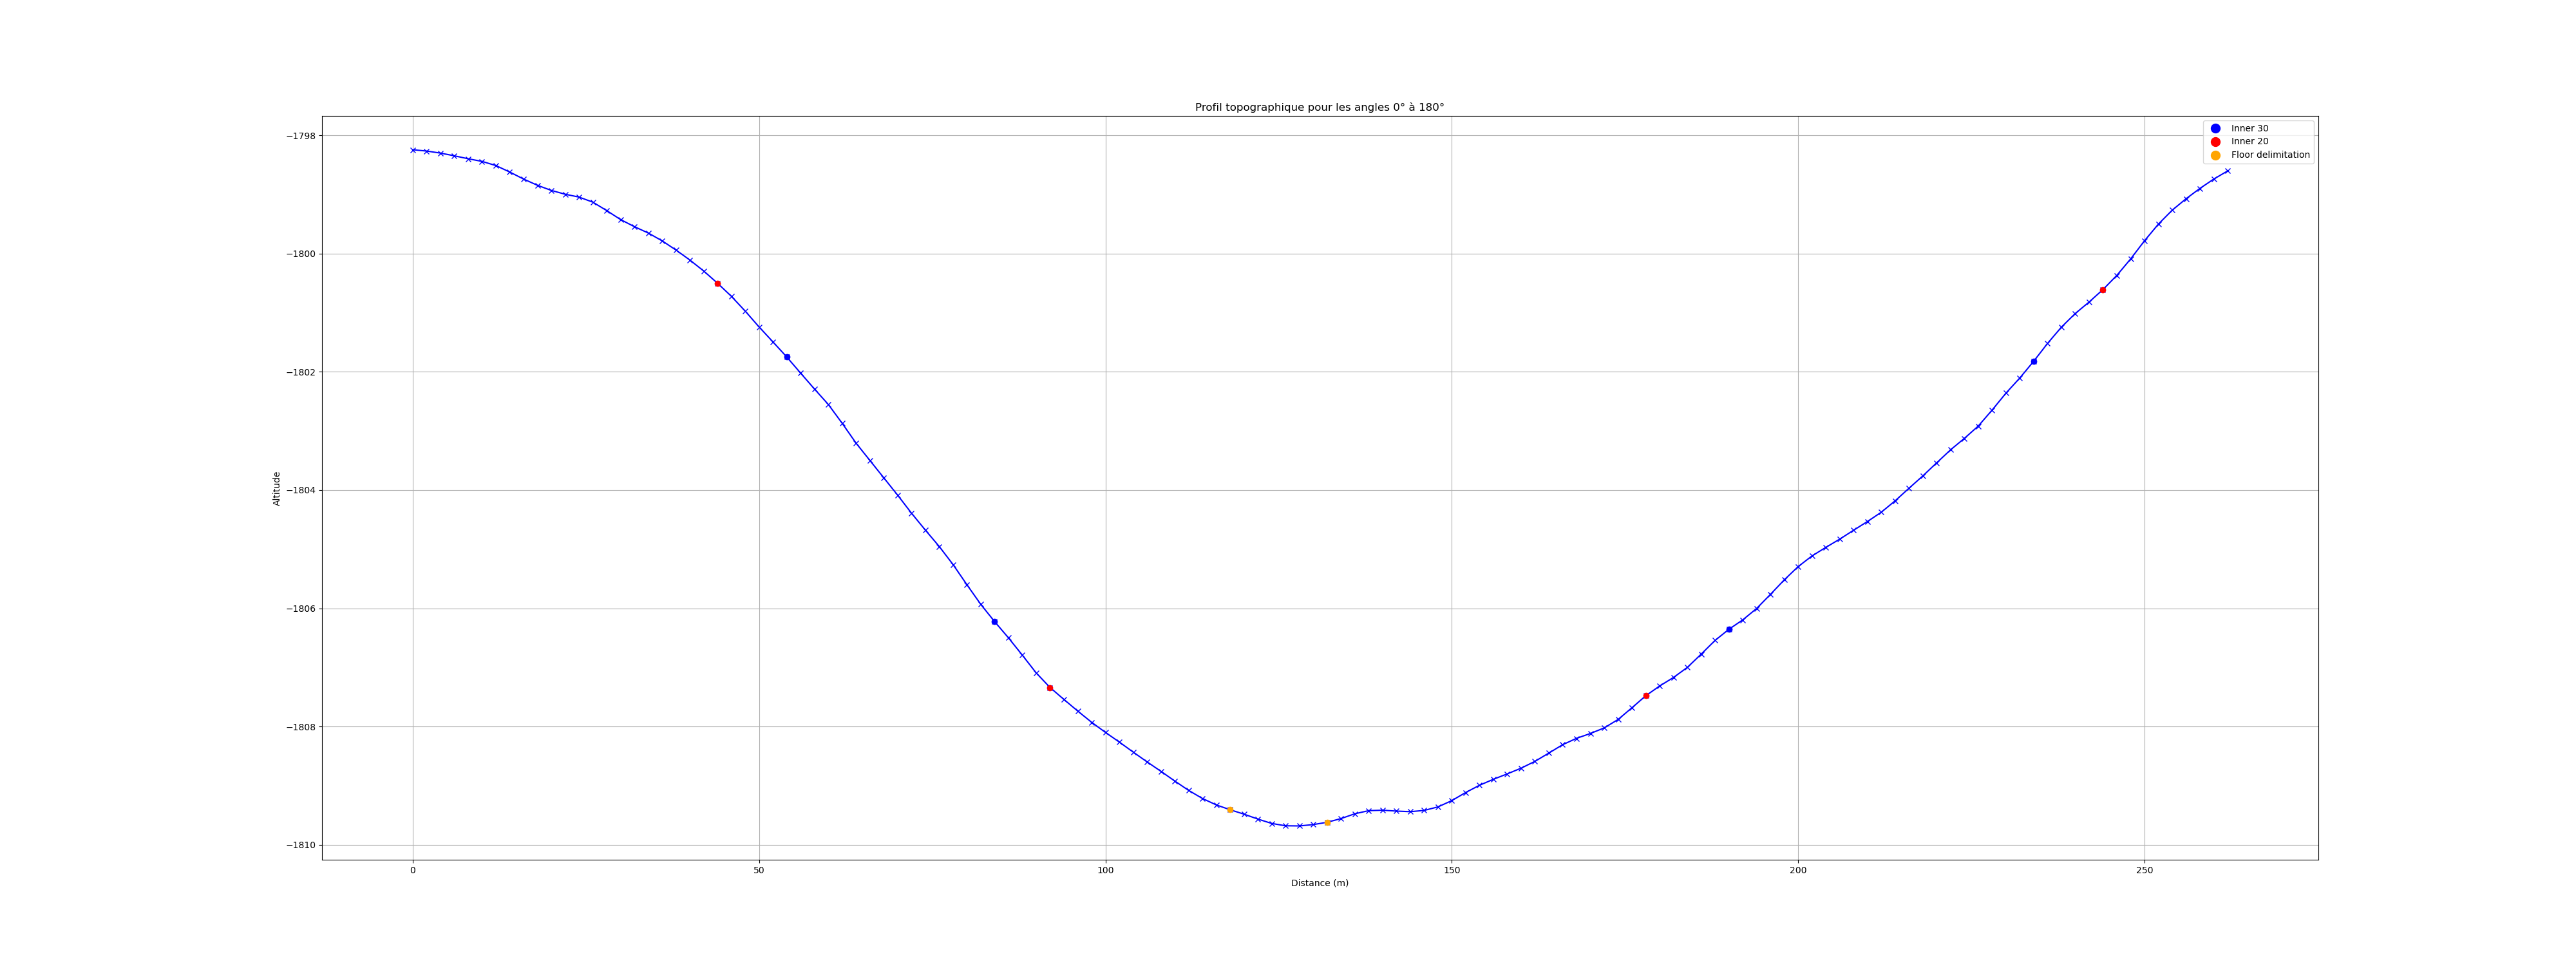 Profil topographique pour les angles 0° à 180°
Inner 30
Inner 20
Floor delimitation
Altitude
−1798
−1800
−1802
−1804
−1806
−1808
−1810
0 50 100 150 200 250
Distance (m)